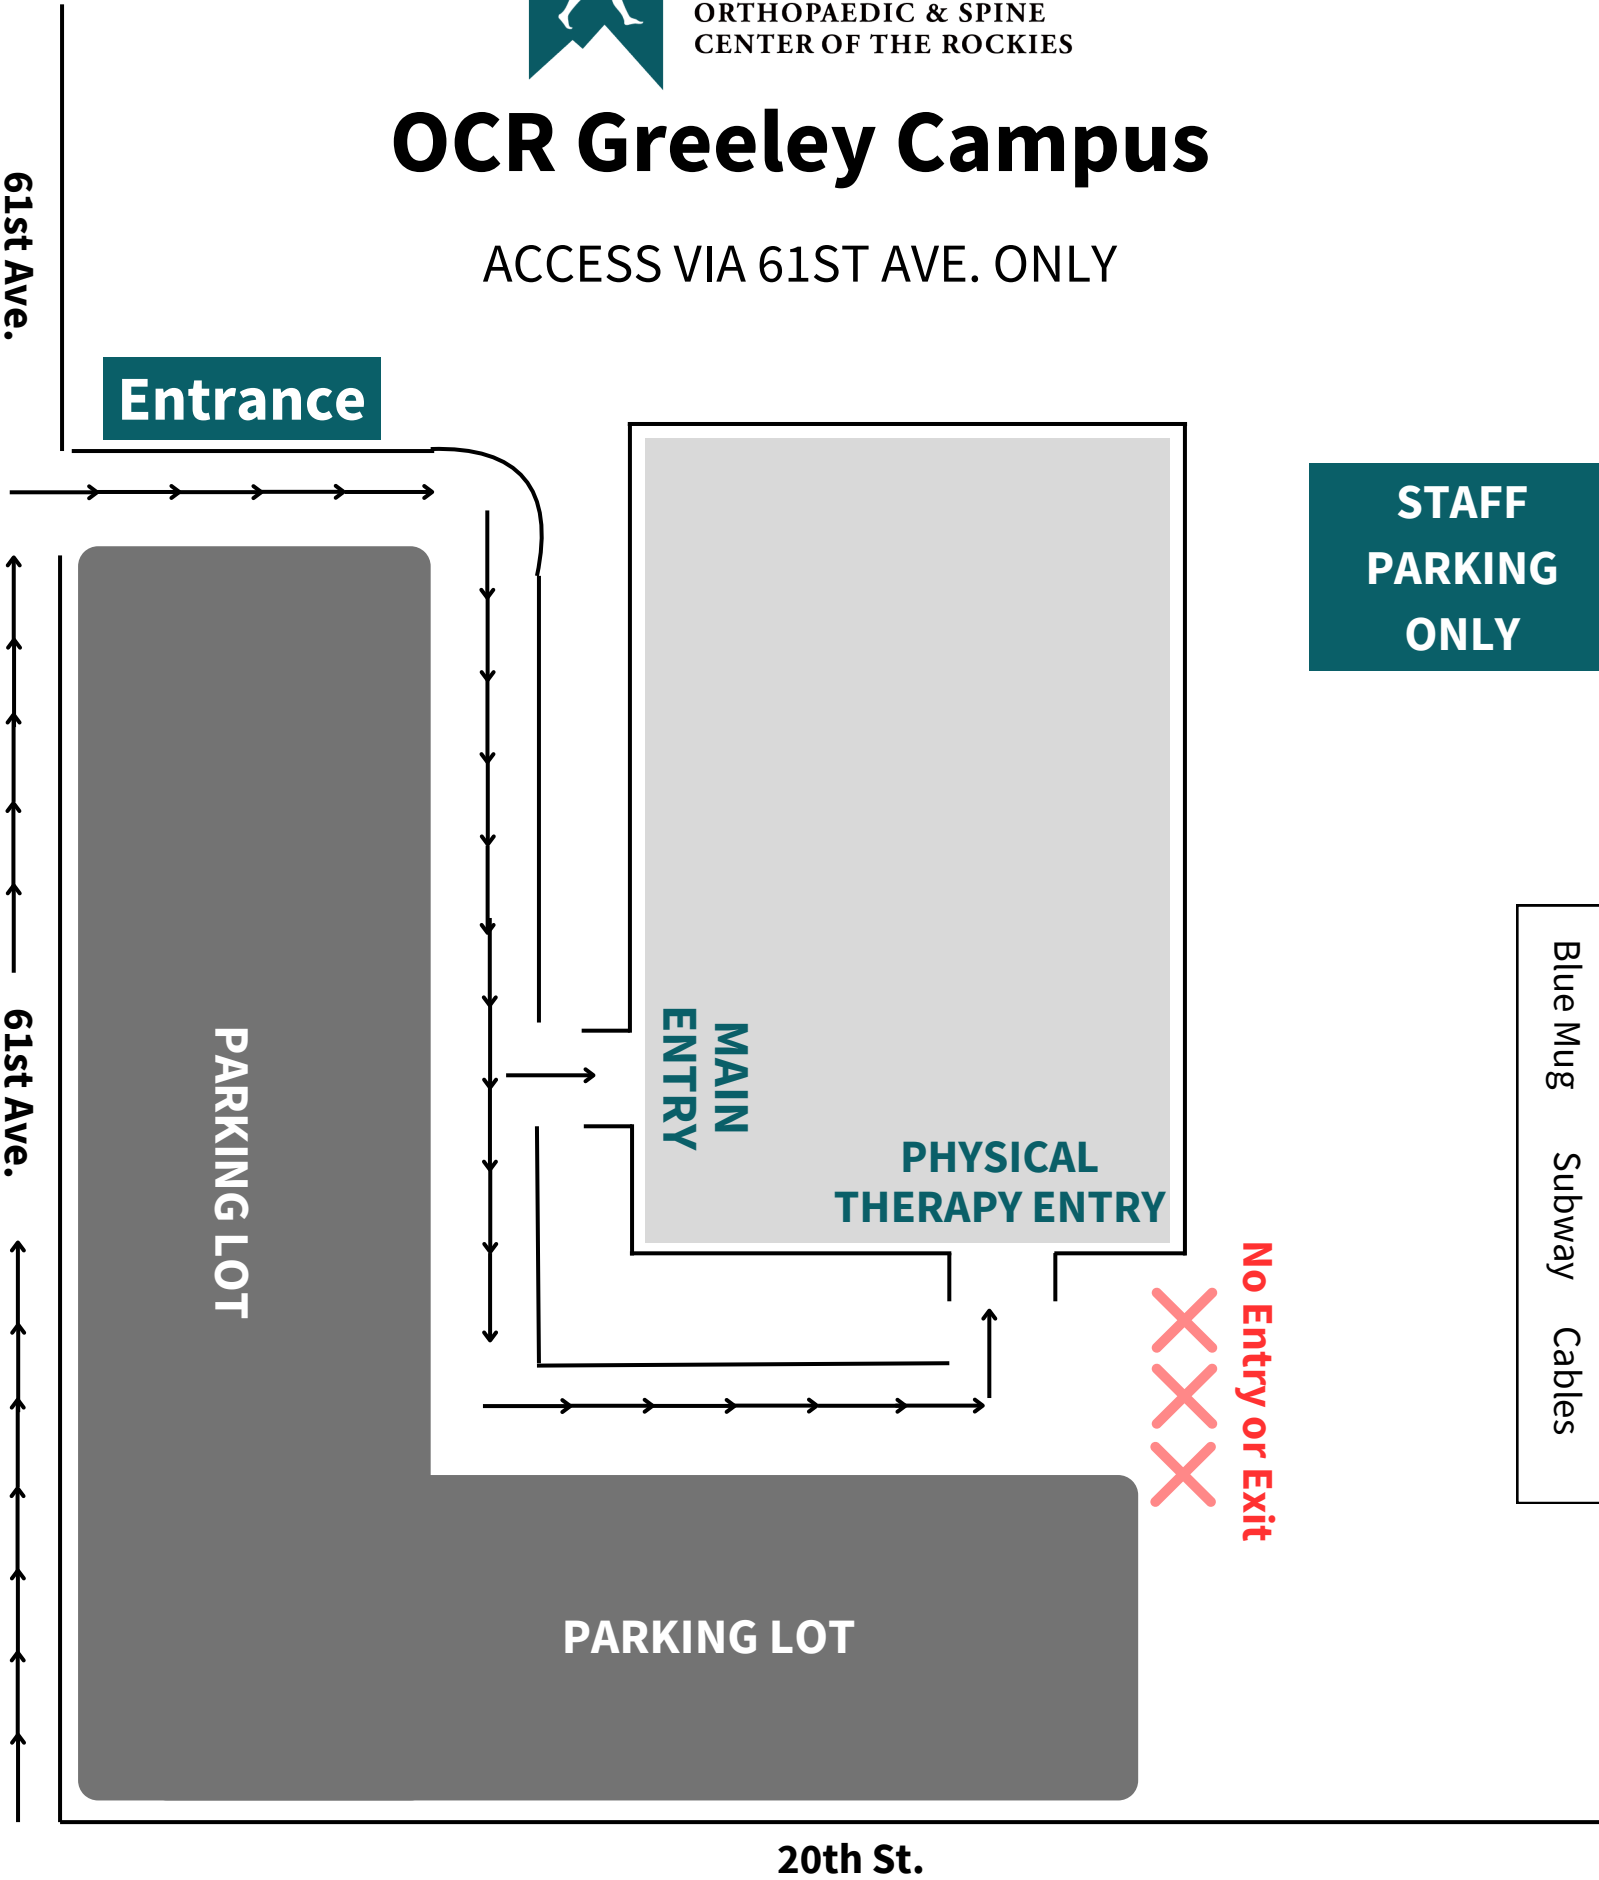 ORTHOPAEDIC & SPINE
CENTER OF THE ROCKIES
OCR Greeley Campus
ACCESS VIA 61ST AVE. ONLY
61st Ave.
Entrance
STAFF
PARKING
ONLY
61st Ave.
PARKING LOT
MAIN
ENTRY
PHYSICAL
THERAPY ENTRY
No Entry or Exit
Blue Mug Subway Cables
PARKING LOT
20th St.